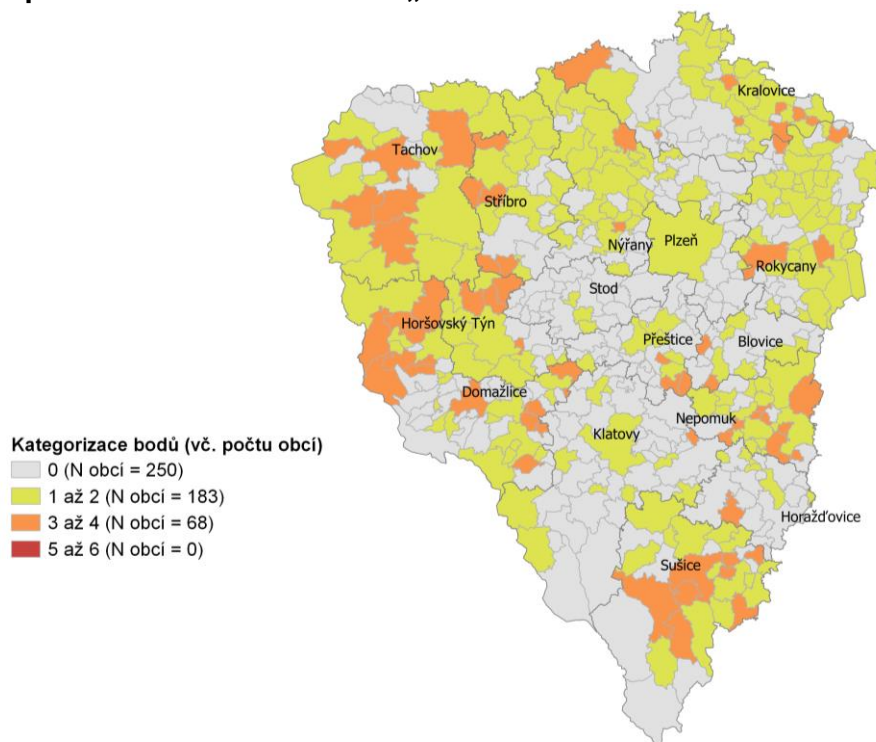 „
Kralovice
Tachov
Stříbro
Nýřany
Plzeň
Rokycany
Stod
Horšovský Týn
Přeštice
Blovice
Domažlice
Nepomuk
Klatovy
Horažďovice
Sušice
Kategorizace bodů (vč. počtu obcí)
0 (N obcí = 250)
1 až 2 (N obcí = 183)
3 až 4 (N obcí = 68)
5 až 6 (N obcí = 0)